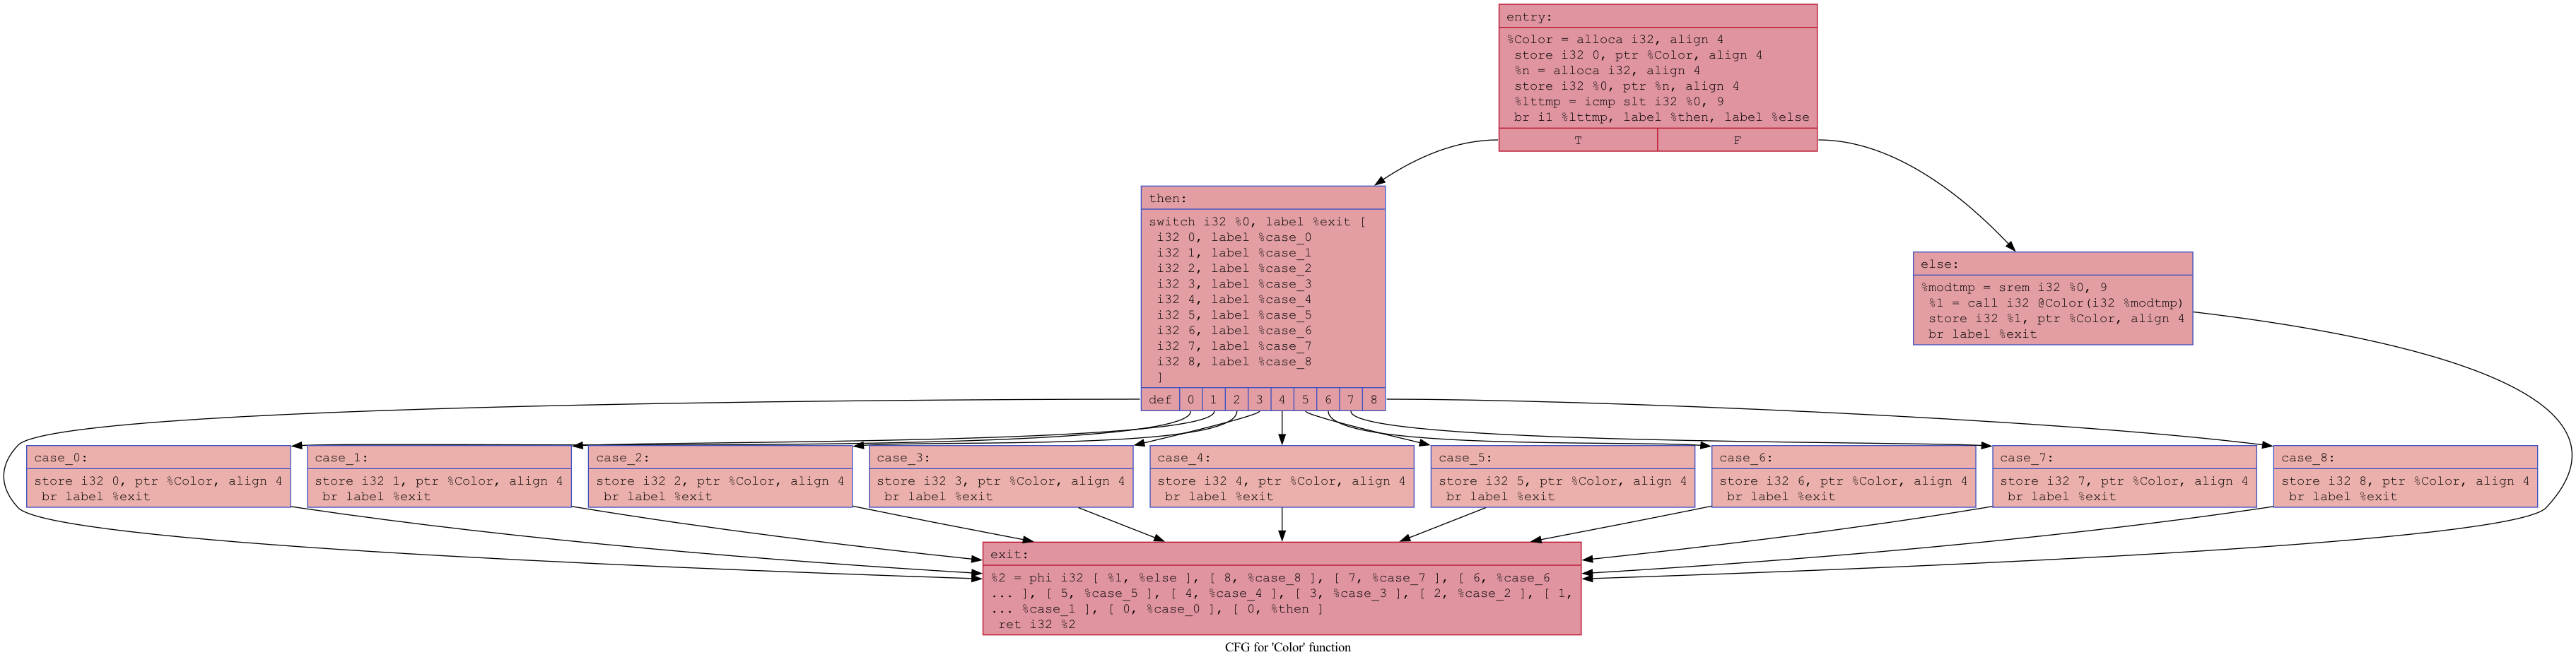 entry:
%Color = alloca i32, align 4
store i32 0, ptr %Color, align 4
%n = alloca i32, align 4
store i32 %0, ptr %n, align 4
%lttmp = icmp slt i32 %0, 9
br i1 %lttmp, label %then, label %else
T F
then:
switch i32 %0, label %exit [
i32 0, label %case_0
i32 1, label %case_1
i32 2, label %case_2
i32 3, label %case_3
i32 4, label %case_4
i32 5, label %case_5
i32 6, label %case_6
i32 7, label %case_7
i32 8, label %case_8
]
def 0 1 2 3 4 5 6 7 8
else:
%modtmp = srem i32 %0, 9
%1 = call i32 @Color(i32 %modtmp)
store i32 %1, ptr %Color, align 4
br label %exit
case_0:
store i32 0, ptr %Color, align 4
br label %exit
case_1:
store i32 1, ptr %Color, align 4
br label %exit
case_2:
store i32 2, ptr %Color, align 4
br label %exit
case_3:
store i32 3, ptr %Color, align 4
br label %exit
case_4:
store i32 4, ptr %Color, align 4
br label %exit
case_5:
store i32 5, ptr %Color, align 4
br label %exit
case_6:
store i32 6, ptr %Color, align 4
br label %exit
case_7:
store i32 7, ptr %Color, align 4
br label %exit
case_8:
store i32 8, ptr %Color, align 4
br label %exit
exit:
%2 = phi i32 [ %1, %else ], [ 8, %case_8 ], [ 7, %case_7 ], [ 6, %case_6
... ], [ 5, %case_5 ], [ 4, %case_4 ], [ 3, %case_3 ], [ 2, %case_2 ], [ 1,
... %case_1 ], [ 0, %case_0 ], [ 0, %then ]
ret i32 %2
CFG for 'Color' function